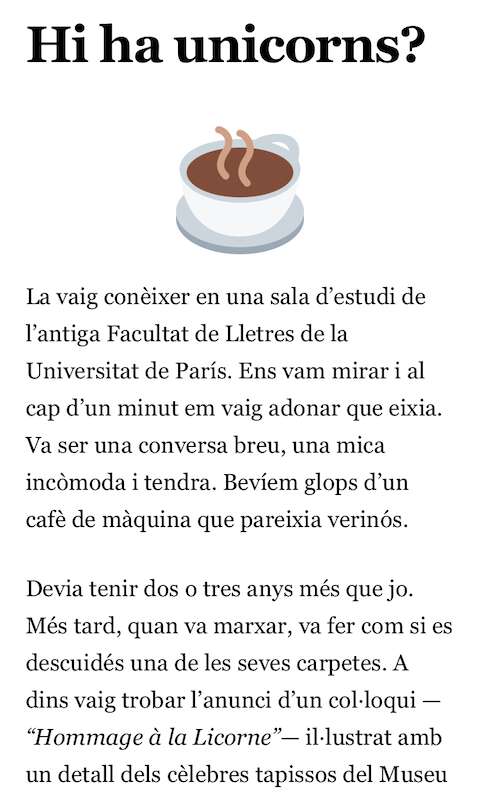 Hi ha unicorns?
La vaig conèixer en una sala d’estudi de
l’antiga Facultat de Lletres de la
Universitat de París. Ens vam mirar i al
cap d’un minut em vaig adonar que eixia.
Va ser una conversa breu, una mica
incòmoda i tendra. Bevíem glops d’un
cafè de màquina que pareixia verinós.
Devia tenir dos o tres anys més que jo.
Més tard, quan va marxar, va fer com si es
descuidés una de les seves carpetes. A
dins vaig trobar l’anunci d’un col·loqui —
“Hommage à la Licorne”— il·lustrat amb
un detall dels cèlebres tapissos del Museu